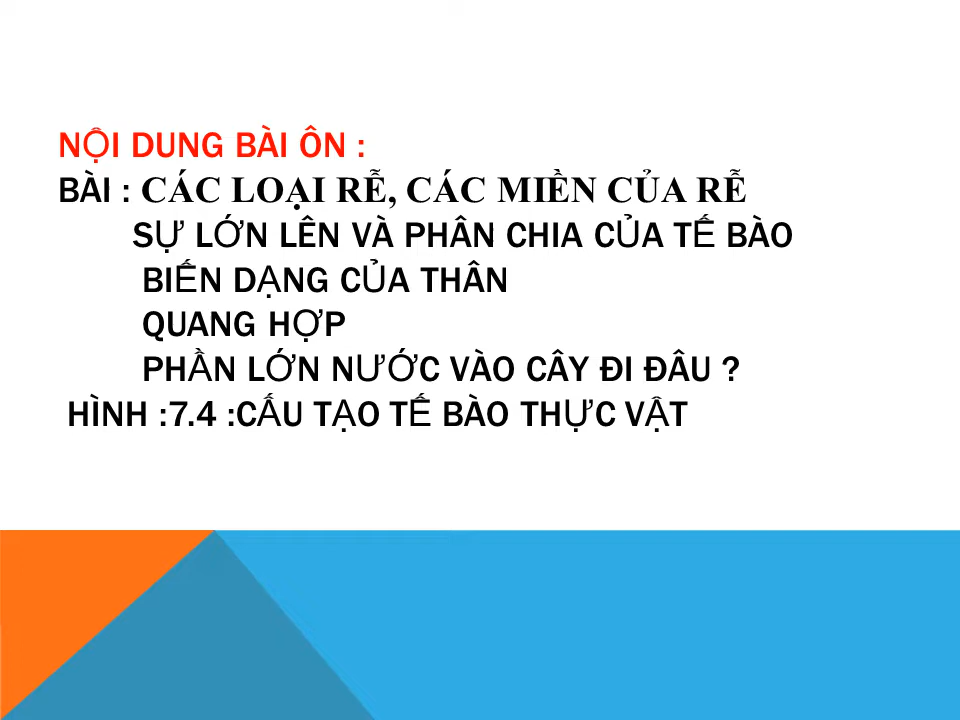 NỘI DUNG BÀI ÔN :
BÀI : CÁC LOẠI RỄ, CÁC MIỀN CỦA RỄ
SỰ LỚN LÊN VÀ PHÂN CHIA CỦA TẾ BÀO
BIẾN DẠNG CỦA THÂN
QUANG HỢP
PHẦN LỚN NƯỚC VÀO CÂY ĐI ĐÂU ?
HÌNH :7.4 :CẤU TẠO TẾ BÀO THỰC VẬT